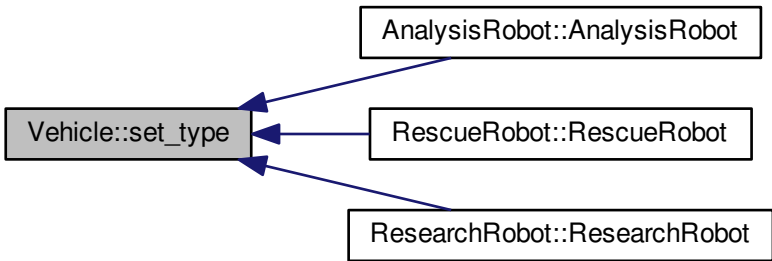 AnalysisRobot::AnalysisRobot
Vehicle::set_type
RescueRobot::RescueRobot
ResearchRobot::ResearchRobot